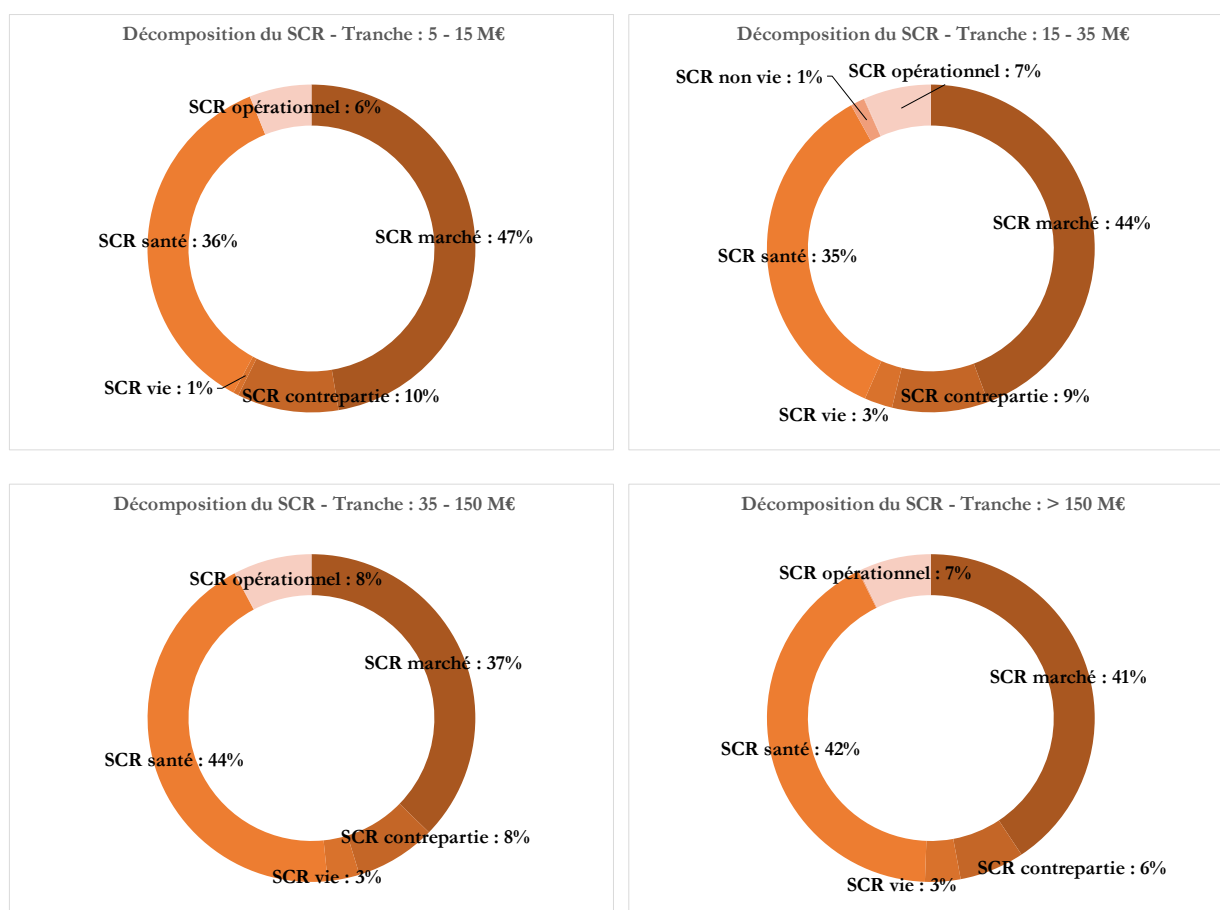 Décomposition du SCR - Tranche : 5 - 15 M€
SCR opérationnel : 6%
SCR santé : 36%
SCR marché : 47%
SCR vie : 1%
SCR contrepartie : 10%
Décomposition du SCR - Tranche : 15 - 35 M€
SCR non vie : 1%
SCR opérationnel : 7%
SCR marché : 44%
SCR santé : 35%
SCR contrepartie : 9%
SCR vie : 3%
Décomposition du SCR - Tranche : 35 - 150 M€
SCR opérationnel : 8%
SCR marché : 37%
SCR santé : 44%
SCR contrepartie : 8%
SCR vie : 3%
Décomposition du SCR - Tranche : > 150 M€
SCR opérationnel : 7%
SCR marché : 41%
SCR santé : 42%
SCR contrepartie : 6%
SCR vie : 3%